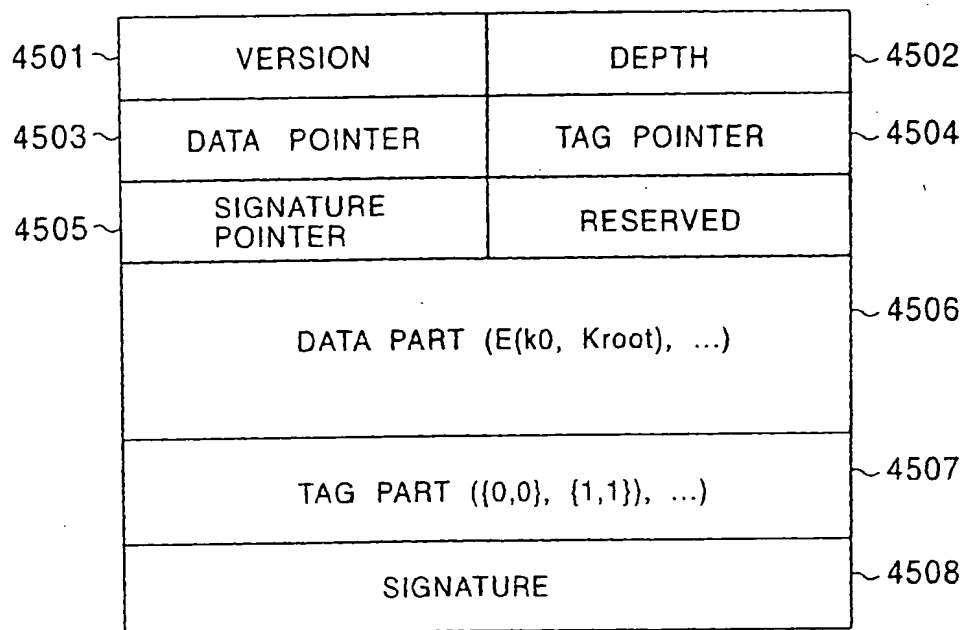 4501 VERSION DEPTH 4502
4503 DATA POINTER TAG POINTER 4504
4505 SIGNATURE POINTER RESERVED
DATA PART (E(k0, Kroot), ...) 4506
TAG PART ({0,0}, {1,1}), ...) 4507
SIGNATURE 4508